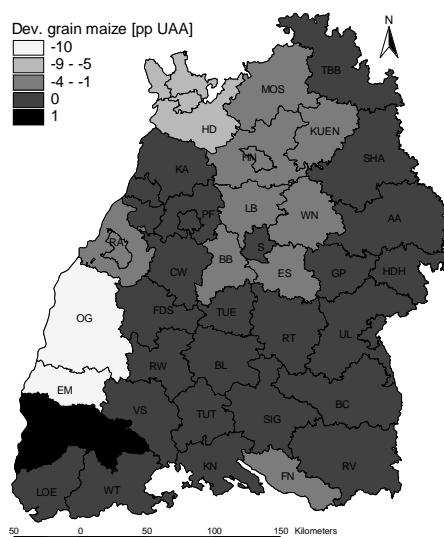 Dev. grain maize [pp UAA]
-10
-9 - -5
-4 - -1
0
1
N
TBB
MOS
HD
KUEN
HN
SHA
KA
LB
WN
AA
PF
RA
S
BB
ES
GP
HDH
CW
OG
FDS
TUE
RT
UL
EM
RW
BL
BC
VS
TUT
SIG
LOE
WT
KN
FN
RV
50 0 50 100 150 Kilometers